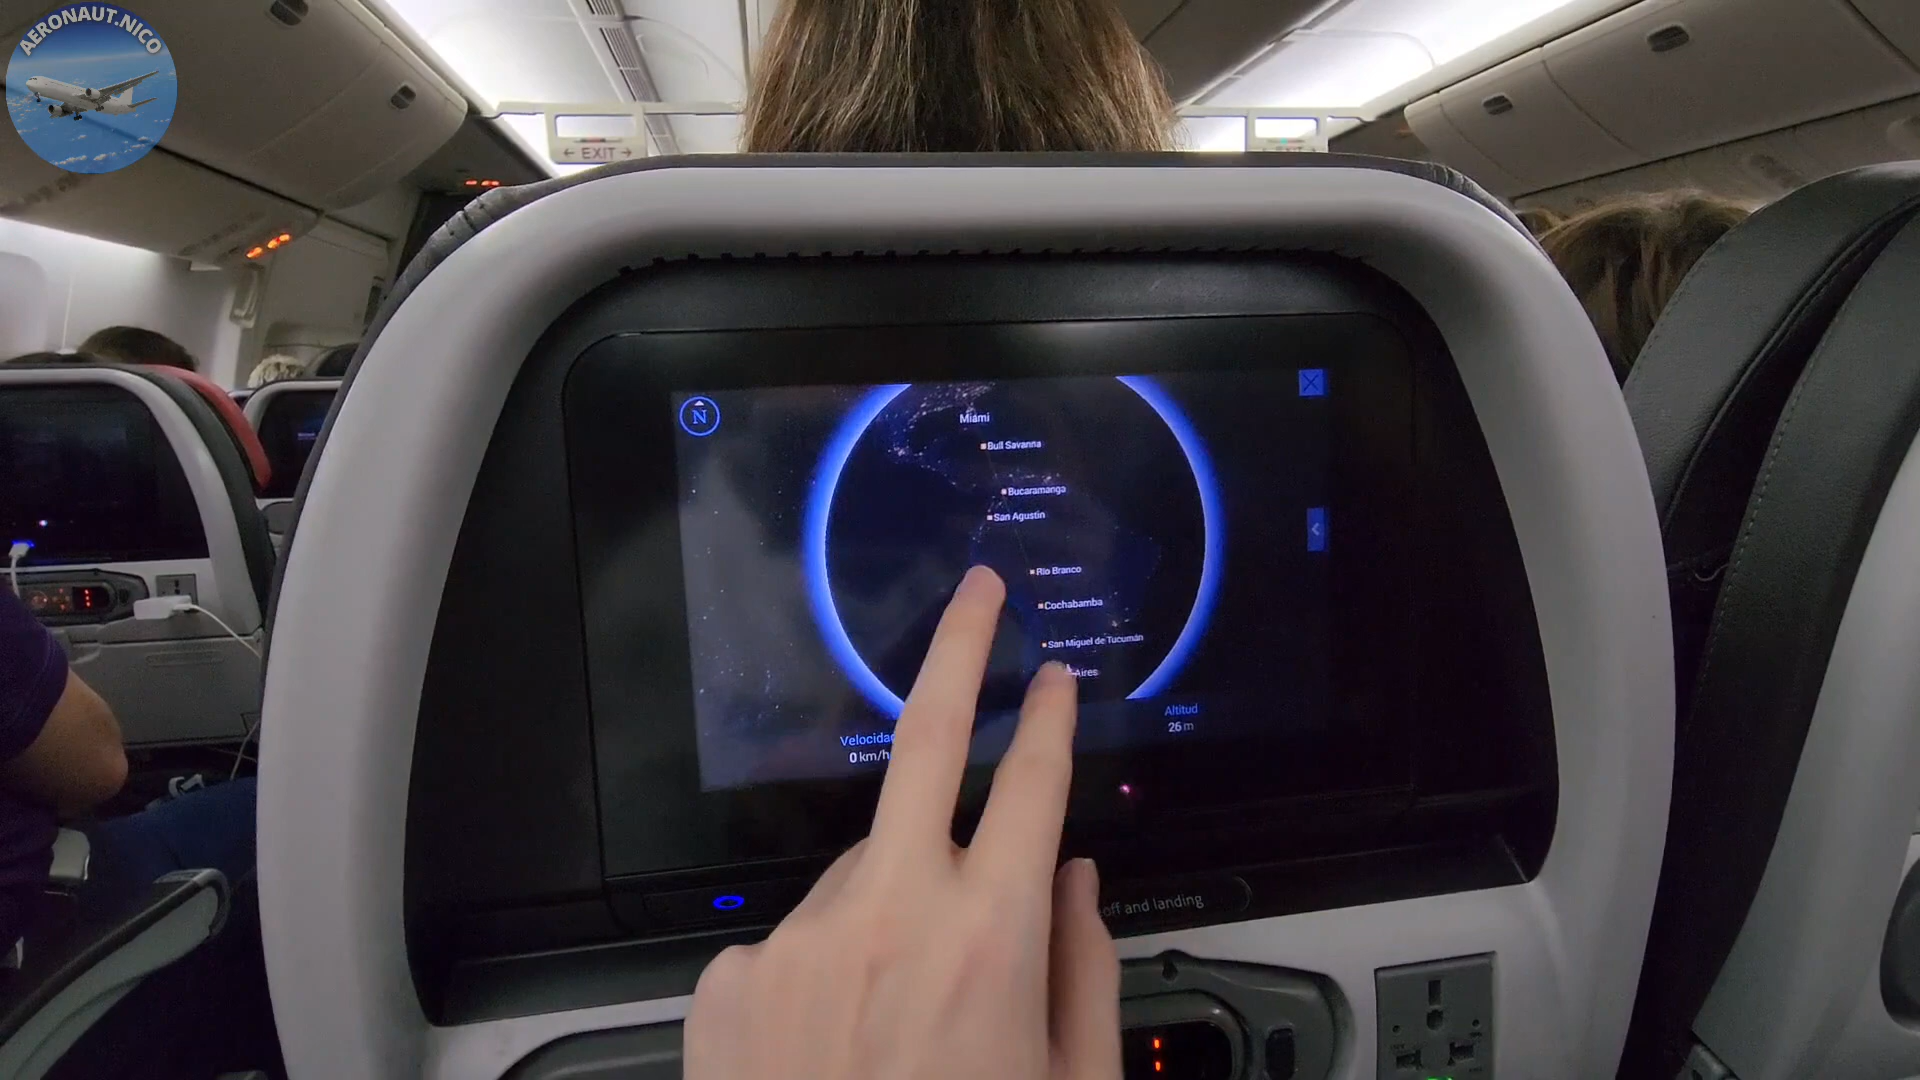 AERONAUT.NICO
← EXIT →
N
Miami
Bull Savanna
Bucaramanga
San Agustin
Rio Branco
Cochabamba
San Miguel de Tucumán
Aires
Altitud
26 m
Velocidad
0 km/h
off and landing